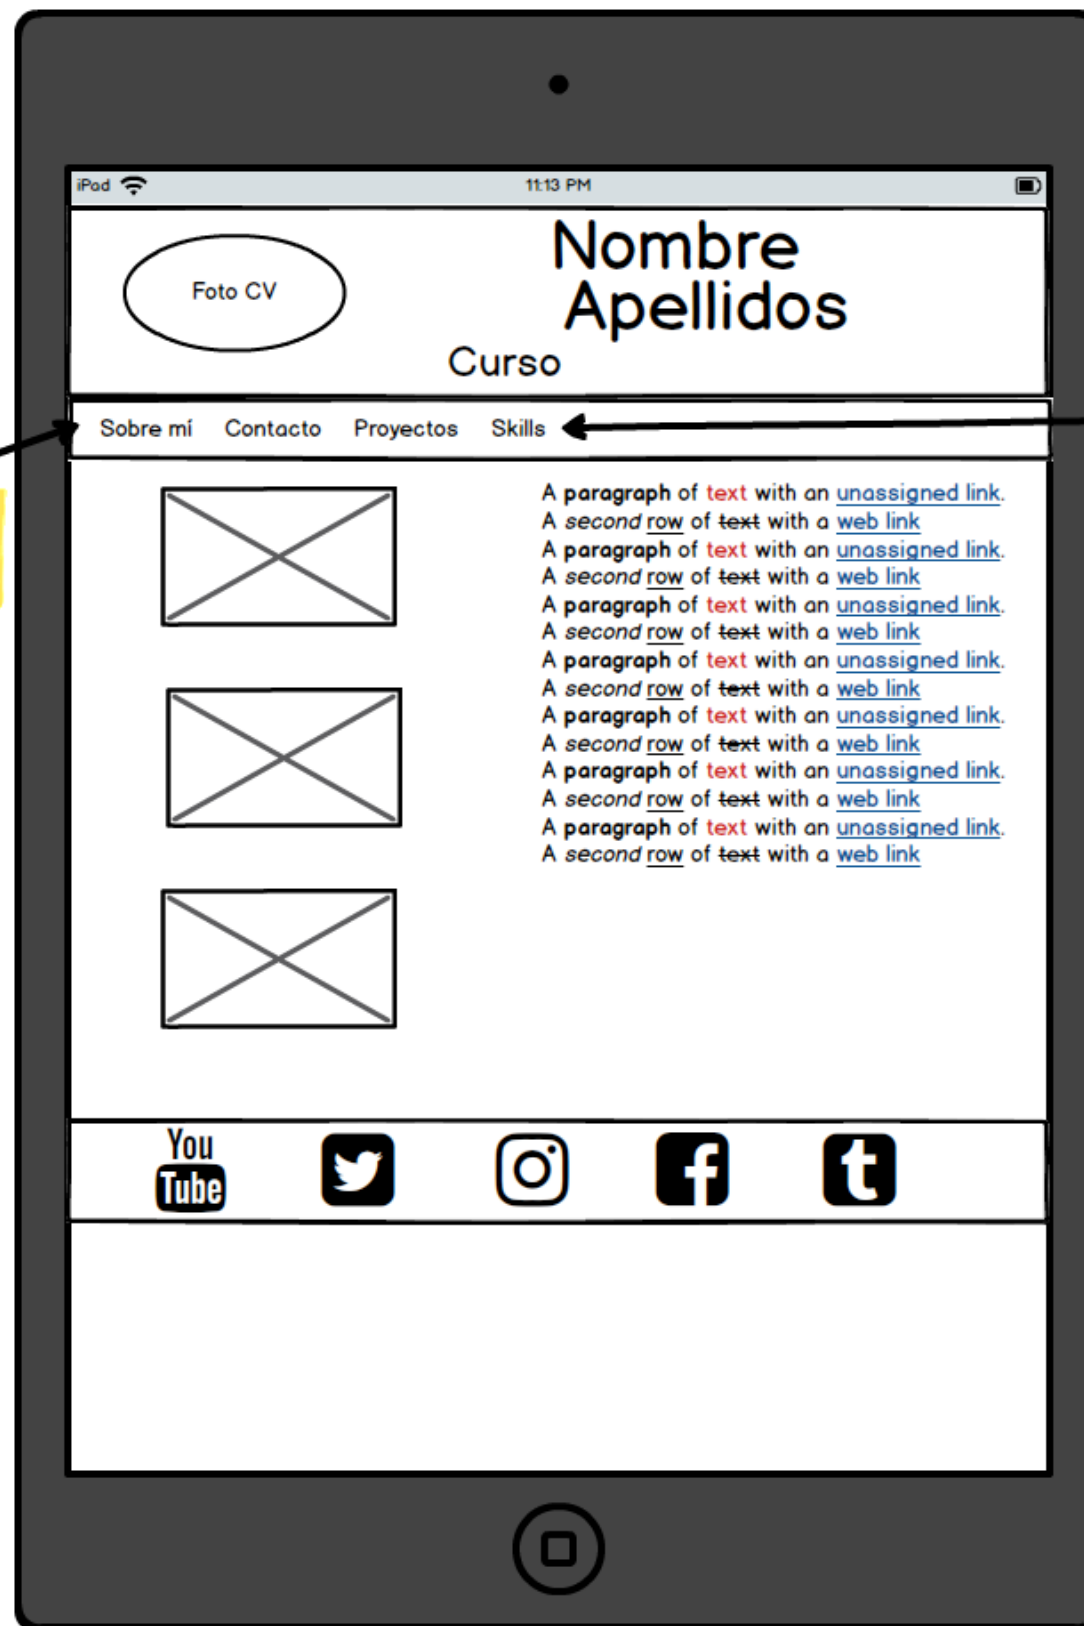 iPad 11:13 PM
Foto CV
Nombre
Apellidos
Curso
Sobre mí Contacto Proyectos Skills
A paragraph of text with an unassigned link.
A second row of text with a web link
A paragraph of text with an unassigned link.
A second row of text with a web link
A paragraph of text with an unassigned link.
A second row of text with a web link
A paragraph of text with an unassigned link.
A second row of text with a web link
A paragraph of text with an unassigned link.
A second row of text with a web link
A paragraph of text with an unassigned link.
A second row of text with a web link
A paragraph of text with an unassigned link.
A second row of text with a web link
You
Tube